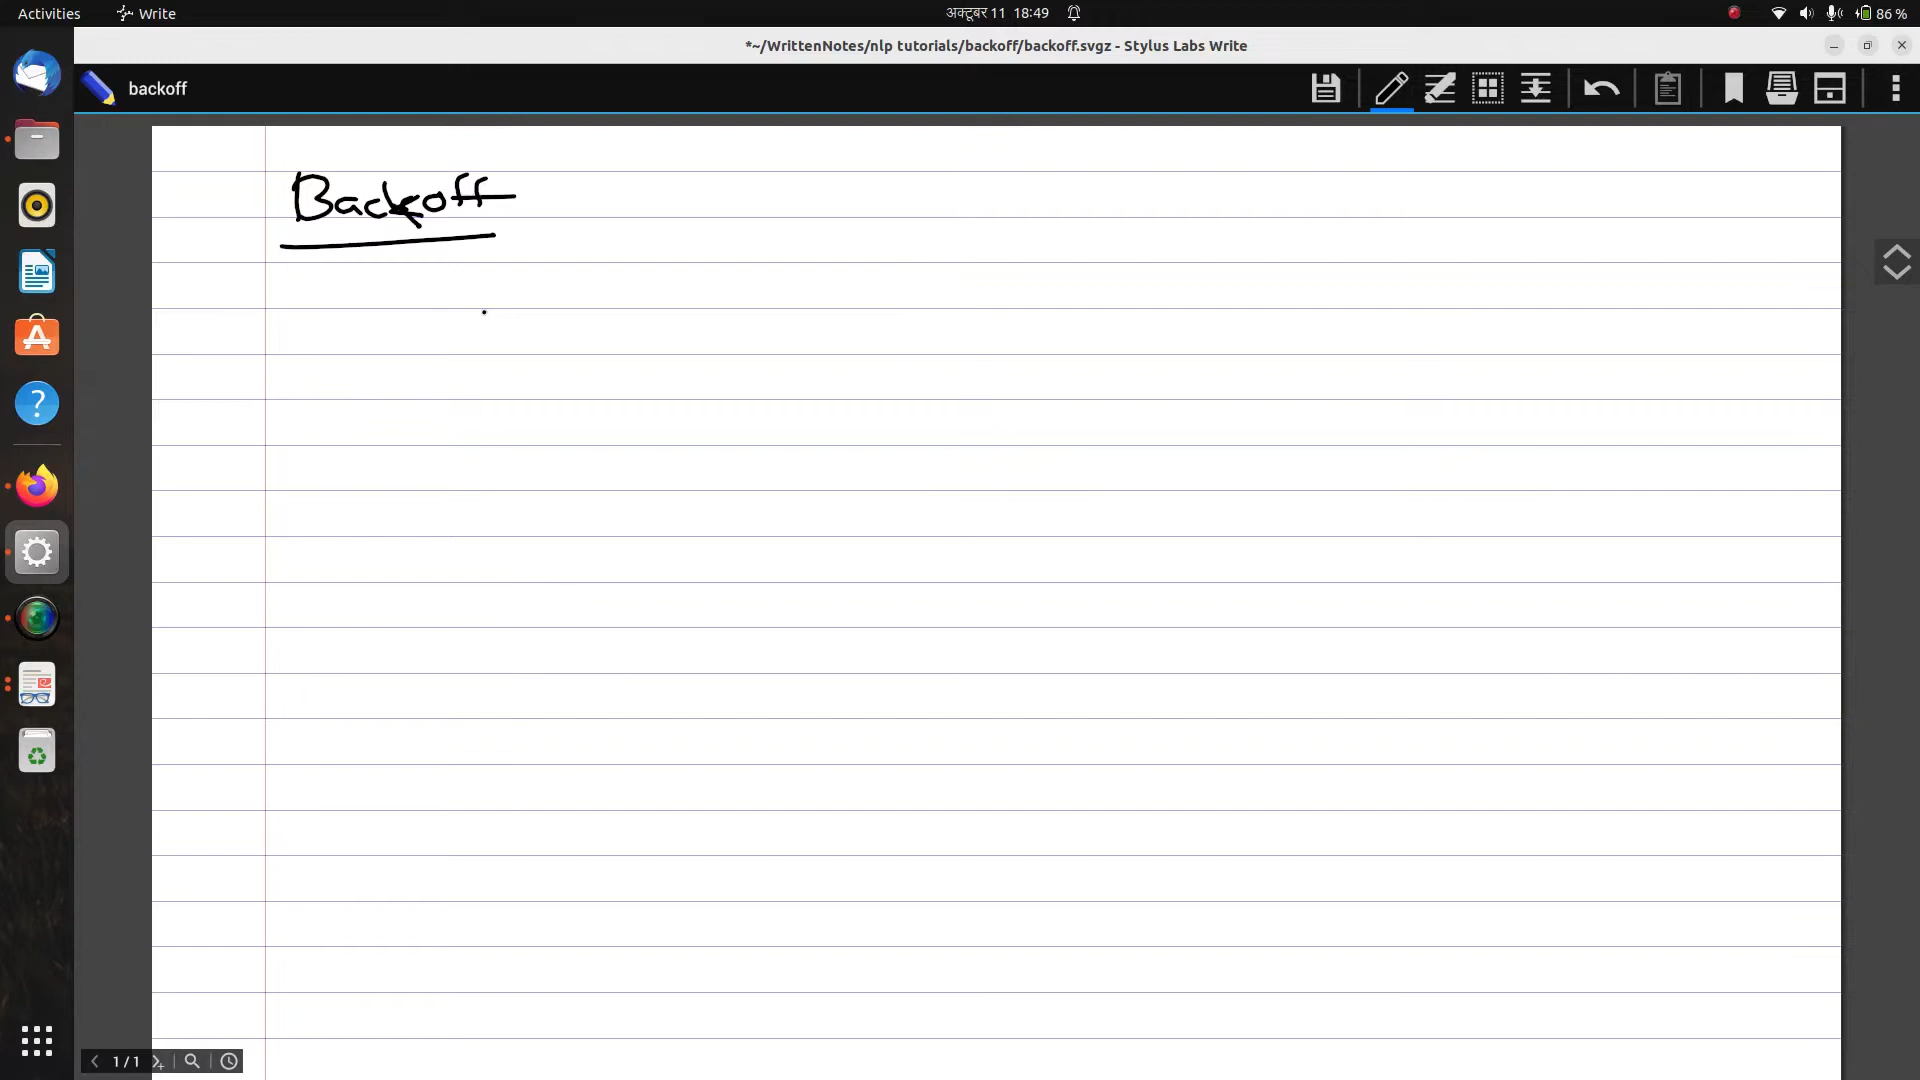 Activities Write अक्टूबर 11 18:49 86 %
*~/WrittenNotes/nlp tutorials/backoff/backoff.svgz - Stylus Labs Write
backoff
Backoff
1 / 1